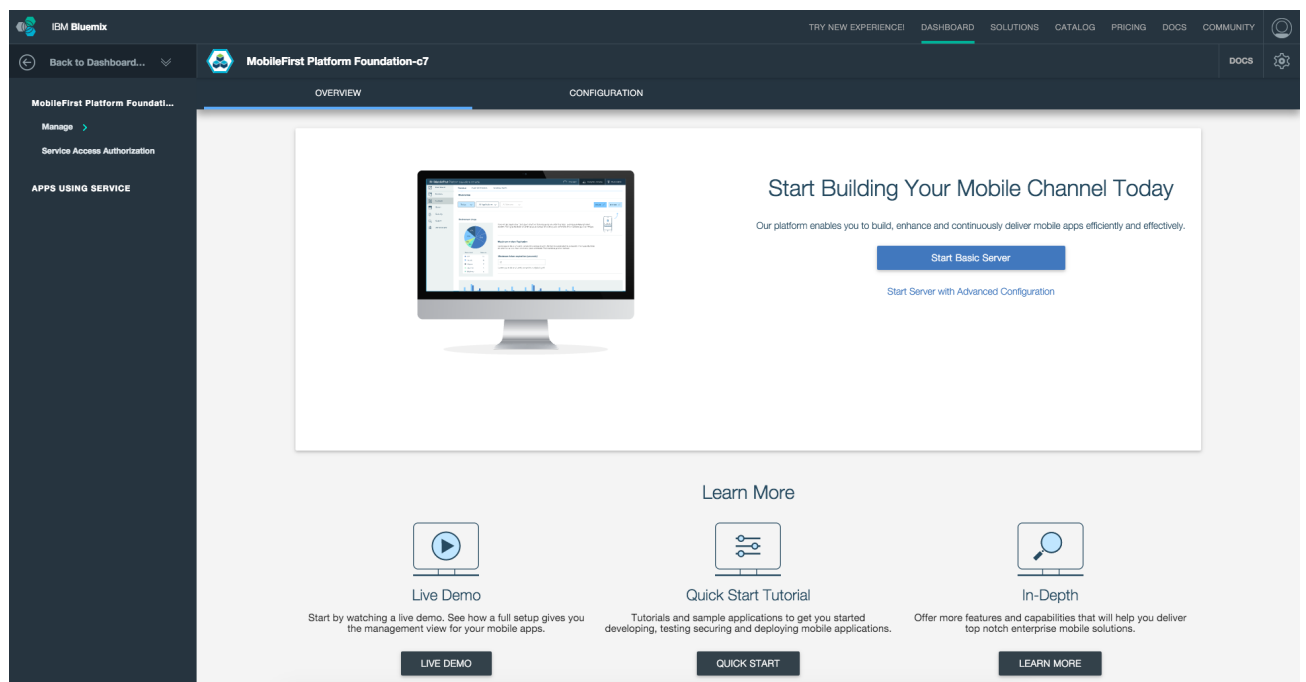 IBM Bluemix
TRY NEW EXPERIENCE! DASHBOARD SOLUTIONS CATALOG PRICING DOCS COMMUNITY
Back to Dashboard...
MobileFirst Platform Foundation-c7
DOCS
OVERVIEW CONFIGURATION
MobileFirst Platform Foundati...
Manage
Service Access Authorization
APPS USING SERVICE
Start Building Your Mobile Channel Today
Our platform enables you to build, enhance and continuously deliver mobile apps efficiently and effectively.
Start Basic Server
Start Server with Advanced Configuration
Learn More
Live Demo
Start by watching a live demo. See how a full setup gives you
the management view for your mobile apps.
LIVE DEMO
Quick Start Tutorial
Tutorials and sample applications to get you started
developing, testing securing and deploying mobile applications.
QUICK START
In-Depth
Offer more features and capabilities that will help you deliver
top notch enterprise mobile solutions.
LEARN MORE